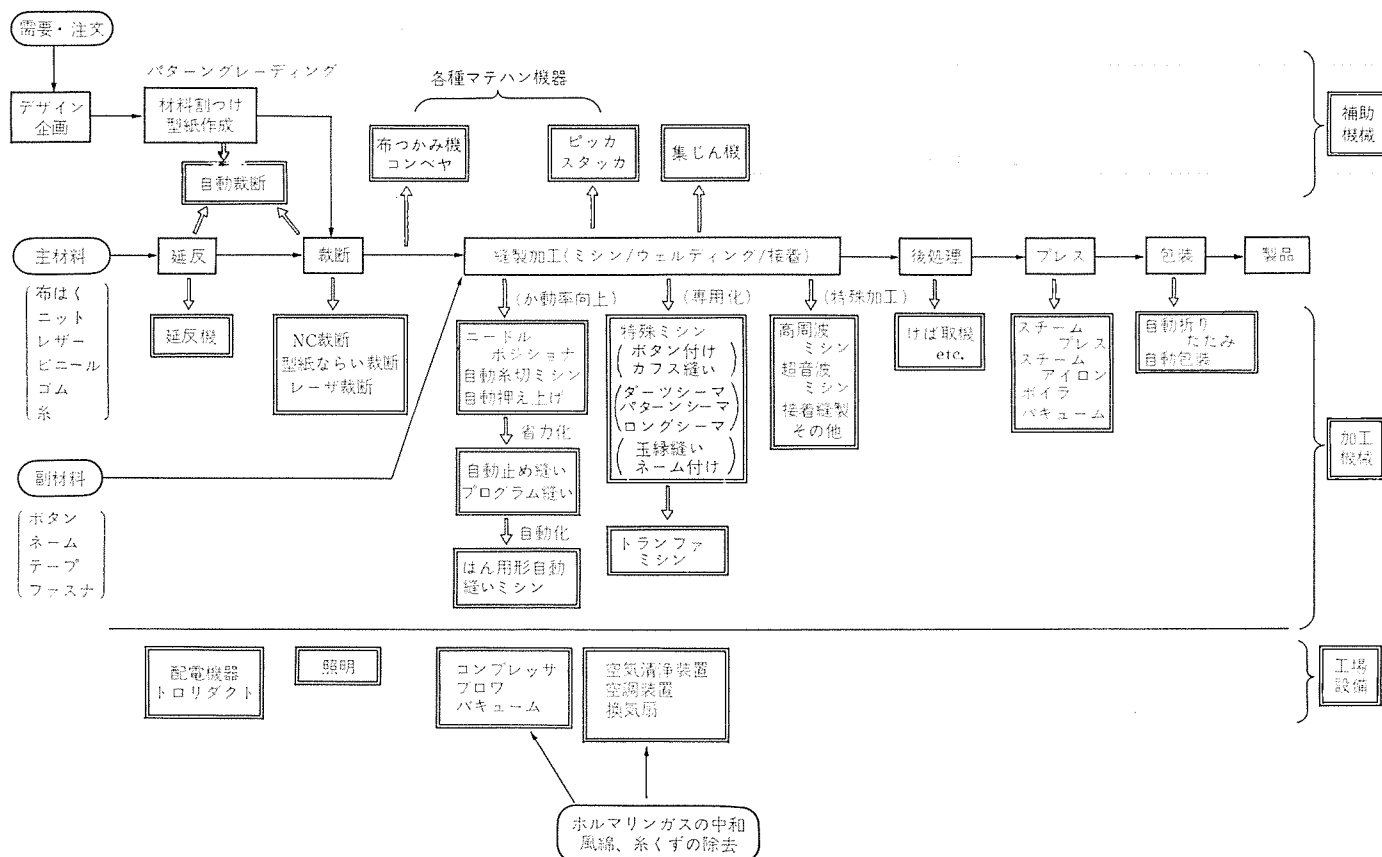 需要・注文
パターングレーディング
各種マテハン機器
デザイン
企画
材料割つけ
型紙作成
布つかみ機
コンベヤ
ピッカ
スタッカ
集じん機
補助
機械
自動裁断
主材料
延反
裁断
縫製加工(ミシン/ウェルディング/接着)
後処理
プレス
包装
製品
布はく
ニット
レザー
ビニール
ゴム
糸
延反機
NC裁断
型紙ならい裁断
レーザ裁断
(か動率向上)
ニードル
ポジショナ
自動糸切ミシン
自動押え上げ
省力化
自動止め縫い
プログラム縫い
自動化
はん用形自動
縫いミシン
(専用化)
特殊ミシン
(ボタン付け
カフス縫い)
(ダーツシーマ
パターンシーマ
ロングシーマ)
(玉縁縫い
ネーム付け)
トランファ
ミシン
(特殊加工)
高周波
ミシン
超音波
ミシン
接着縫製
その他
けば取機
etc.
スチーム
プレス
スチーム
アイロン
ボイラ
バキューム
自動折り
たたみ
自動包装
加工
機械
副材料
ボタン
ネーム
テープ
ファスナ
配電機器
トロリダクト
照明
コンプレッサ
ブロワ
バキューム
空気清浄装置
空調装置
換気扇
工場
設備
ホルマリンガスの中和
風綿、糸くずの除去